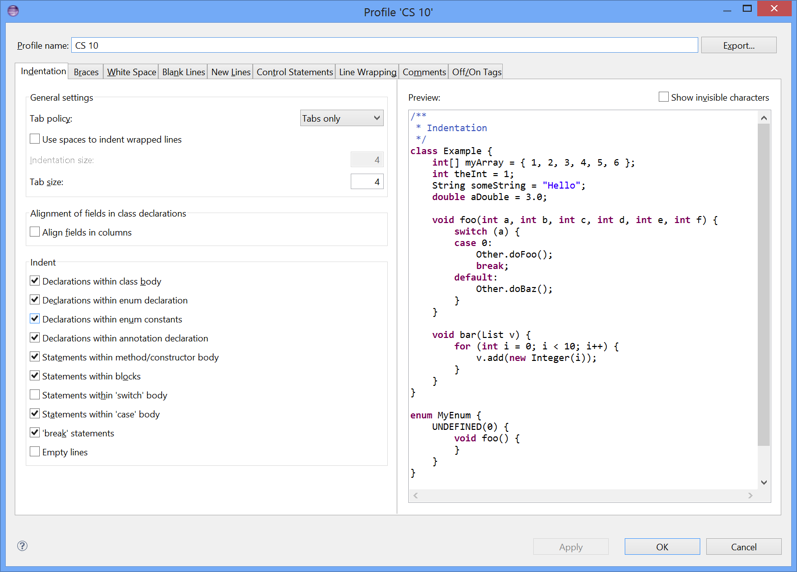 Profile 'CS 10'
Profile name: CS 10 Export...
Indentation Braces White Space Blank Lines New Lines Control Statements Line Wrapping Comments Off/On Tags
General settings
Tab policy: Tabs only
Use spaces to indent wrapped lines
Indentation size: 4
Tab size: 4
Alignment of fields in class declarations
Align fields in columns
Indent
Declarations within class body
Declarations within enum declaration
Declarations within enum constants
Declarations within annotation declaration
Statements within method/constructor body
Statements within blocks
Statements within 'switch' body
Statements within 'case' body
'break' statements
Empty lines
Preview: Show invisible characters
/**
 * Indentation
 */
class Example {
    int[] myArray = { 1, 2, 3, 4, 5, 6 };
    int theInt = 1;
    String someString = "Hello";
    double aDouble = 3.0;

    void foo(int a, int b, int c, int d, int e, int f) {
        switch (a) {
        case 0:
            Other.doFoo();
            break;
        default:
            Other.doBaz();
        }
    }

    void bar(List v) {
        for (int i = 0; i < 10; i++) {
            v.add(new Integer(i));
        }
    }
}

enum MyEnum {
    UNDEFINED(0) {
        void foo() {
        }
    }
}
Apply OK Cancel